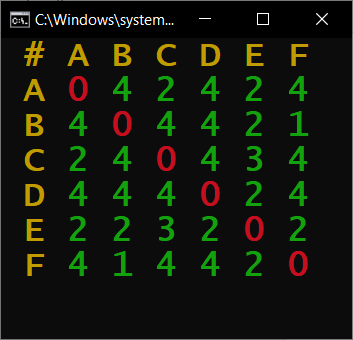 C:\Windows\system...
# A B C D E F
A 0 4 2 4 2 4
B 4 0 4 4 2 1
C 2 4 0 4 3 4
D 4 4 4 0 2 4
E 2 2 3 2 0 2
F 4 1 4 4 2 0